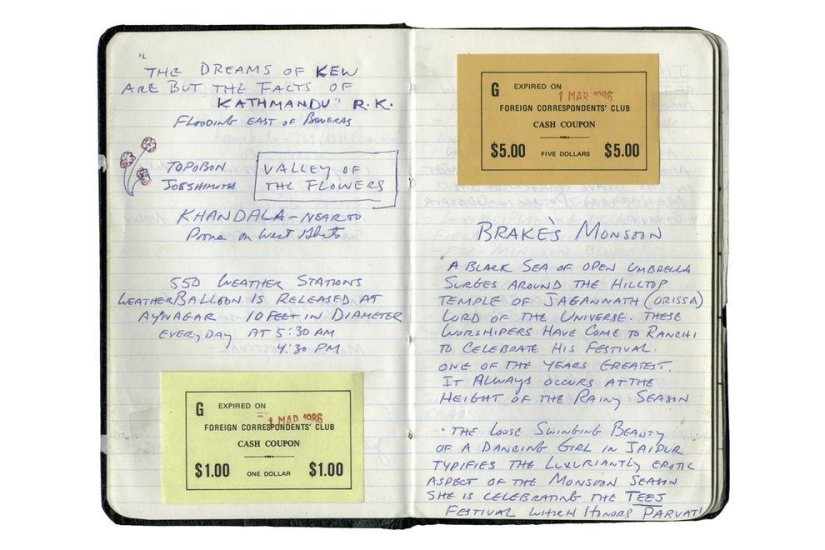 "THE DREAMS OF KEW
ARE BUT THE FACTS OF
KATHMANDU" R.K.
FLOODING EAST OF BENERAS
TOPOBON
JOESHIMOTH
VALLEY OF
THE FLOWERS
KHANDALA - NEAR TO
Poona on West Ghats
550 WEATHER STATIONS
WEATHER BALLOON IS RELEASED AT
AYANAGAR 10 FEET IN DIAMETER
EVERY DAY AT 5:30 AM
4:30 PM
G EXPIRED ON
1 MAR 1986
FOREIGN CORRESPONDENTS' CLUB
CASH COUPON
$1.00 ONE DOLLAR $1.00
G EXPIRED ON
1 MAR 1986
FOREIGN CORRESPONDENTS' CLUB
CASH COUPON
$5.00 FIVE DOLLARS $5.00
BRAKE'S MONSOON
"A BLACK SEA OF OPEN UMBRELLA
SURGES AROUND THE HILLTOP
TEMPLE OF JAGANNATH (ORISSA)
LORD OF THE UNIVERSE. THESE
WORSHIPERS HAVE COME TO RANCHI
TO CELEBRATE HIS FESTIVAL.
ONE OF THE YEARS GREATEST.
IT ALWAYS OCCURS AT THE
HEIGHT OF THE RAINY SEASON
"THE LOOSE SWINGING BEAUTY
OF A DANCING GIRL IN JAIPUR
TYPIFIES THE LUXURIANTLY EROTIC
ASPECT OF THE MONSOON SEASON
SHE IS CELEBRATING THE TEEJ
FESTIVAL WHICH HONORS PARVATI